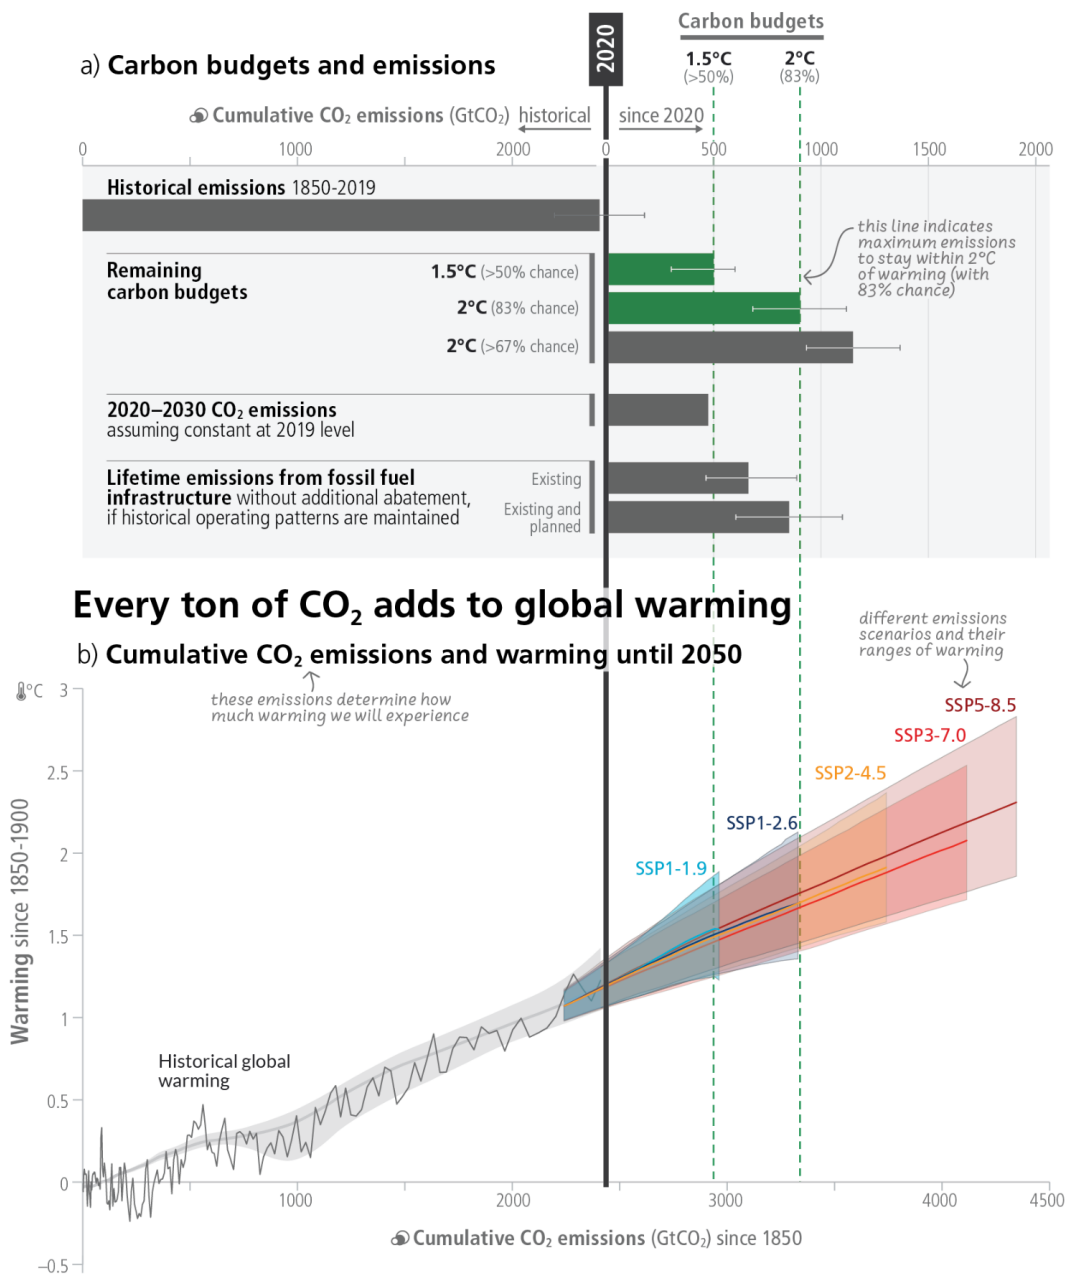 Carbon budgets
2020
1.5°C
(>50%)
2°C
(83%)
a) Carbon budgets and emissions
Cumulative CO₂ emissions (GtCO₂) historical
since 2020
0 1000 2000 0 500 1000 1500 2000
Historical emissions 1850-2019
this line indicates
maximum emissions
to stay within 2°C
of warming (with
83% chance)
Remaining
carbon budgets
1.5°C (>50% chance)
2°C (83% chance)
2°C (>67% chance)
2020–2030 CO₂ emissions
assuming constant at 2019 level
Lifetime emissions from fossil fuel
infrastructure without additional abatement,
if historical operating patterns are maintained
Existing
Existing and
planned
Every ton of CO₂ adds to global warming
b) Cumulative CO₂ emissions and warming until 2050
different emissions
scenarios and their
ranges of warming
these emissions determine how
much warming we will experience
°C
3
2.5
2
1.5
1
0.5
0
−0.5
Warming since 1850-1900
SSP5-8.5
SSP3-7.0
SSP2-4.5
SSP1-2.6
SSP1-1.9
Historical global
warming
1000 2000 3000 4000 4500
Cumulative CO₂ emissions (GtCO₂) since 1850